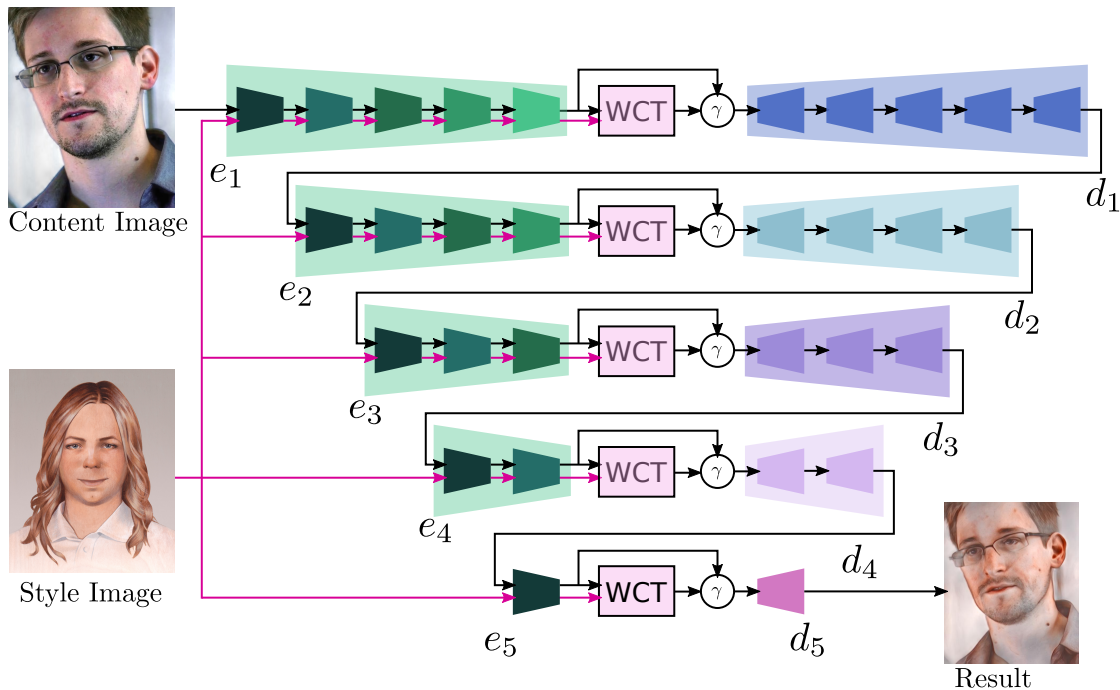 WCT
γ
e₁
d₁
Content Image
WCT
γ
e₂
d₂
WCT
γ
e₃
d₃
WCT
γ
e₄
d₄
WCT
γ
e₅
d₅
Style Image
Result